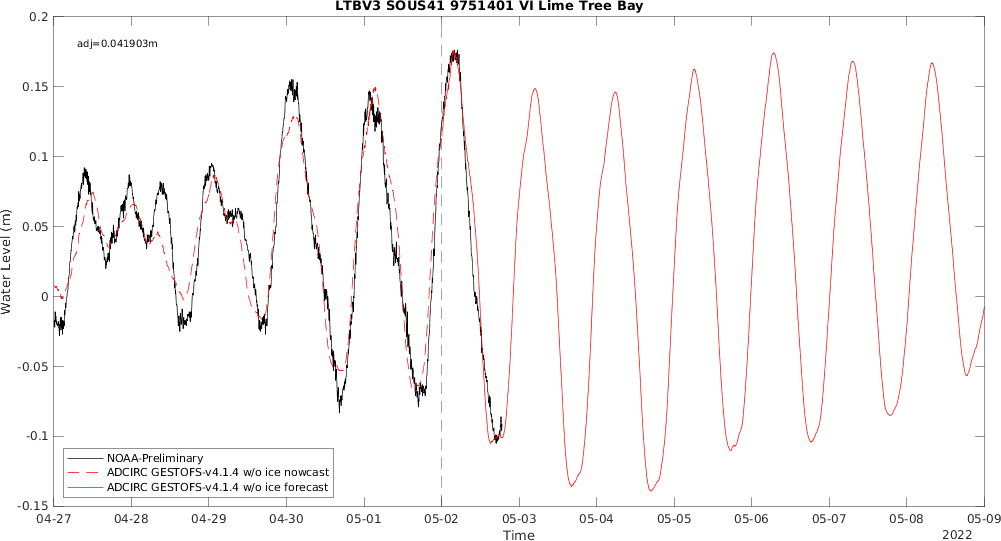 LTBV3 SOUS41 9751401 VI Lime Tree Bay
adj=0.041903m
0.2
0.15
0.1
0.05
0
-0.05
-0.1
-0.15
Water Level (m)
NOAA-Preliminary
ADCIRC GESTOFS-v4.1.4 w/o ice nowcast
ADCIRC GESTOFS-v4.1.4 w/o ice forecast
04-27 04-28 04-29 04-30 05-01 05-02 05-03 05-04 05-05 05-06 05-07 05-08 05-09
Time
2022